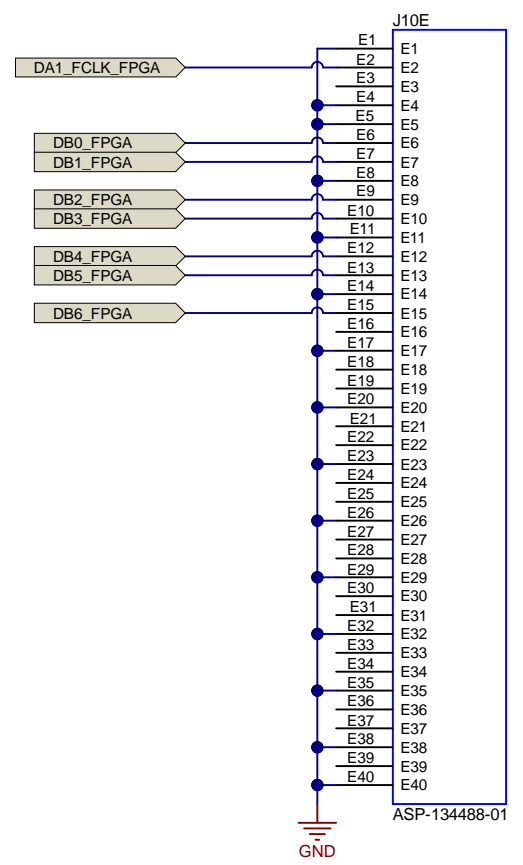 J10E
E1 E1
DA1_FCLK_FPGA E2 E2
E3 E3
E4 E4
E5 E5
DB0_FPGA E6 E6
DB1_FPGA E7 E7
E8 E8
DB2_FPGA E9 E9
DB3_FPGA E10 E10
E11 E11
DB4_FPGA E12 E12
DB5_FPGA E13 E13
E14 E14
DB6_FPGA E15 E15
E16 E16
E17 E17
E18 E18
E19 E19
E20 E20
E21 E21
E22 E22
E23 E23
E24 E24
E25 E25
E26 E26
E27 E27
E28 E28
E29 E29
E30 E30
E31 E31
E32 E32
E33 E33
E34 E34
E35 E35
E36 E36
E37 E37
E38 E38
E39 E39
E40 E40
ASP-134488-01
GND